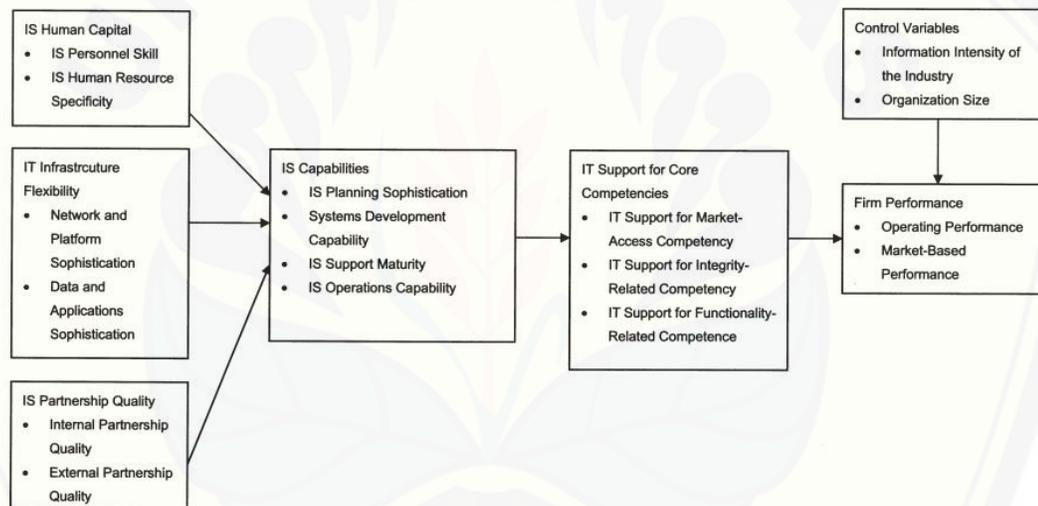 IS Human Capital
• IS Personnel Skill
• IS Human Resource
Specificity
IT Infrastrcuture
Flexibility
• Network and
Platform
Sophistication
• Data and
Applications
Sophistication
IS Partnership Quality
• Internal Partnership
Quality
• External Partnership
Quality
IS Capabilities
• IS Planning Sophistication
• Systems Development
Capability
• IS Support Maturity
• IS Operations Capability
IT Support for Core
Competencies
• IT Support for Market-
Access Competency
• IT Support for Integrity-
Related Competency
• IT Support for Functionality-
Related Competence
Control Variables
• Information Intensity of
the Industry
• Organization Size
Firm Performance
• Operating Performance
• Market-Based
Performance